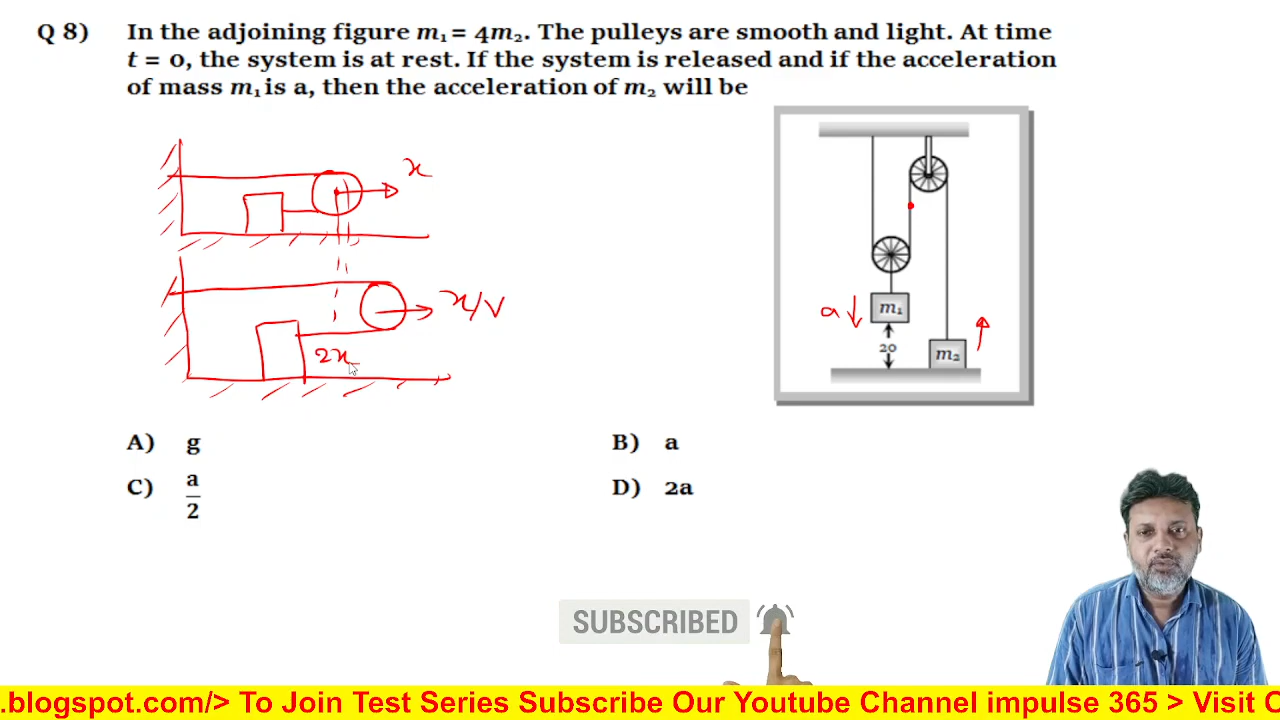 Q 8) In the adjoining figure m₁ = 4m₂. The pulleys are smooth and light. At time
t = 0, the system is at rest. If the system is released and if the acceleration
of mass m₁ is a, then the acceleration of m₂ will be
x
x/V
2x
a
m₁
20
m₂
A) g
B) a
C) a/2
D) 2a
SUBSCRIBED
.blogspot.com/> To Join Test Series Subscribe Our Youtube Channel impulse 365 > Visit